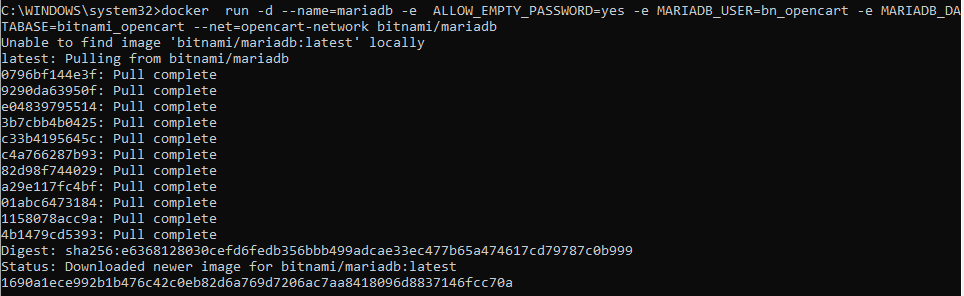 C:\WINDOWS\system32>docker  run -d --name=mariadb -e  ALLOW_EMPTY_PASSWORD=yes -e MARIADB_USER=bn_opencart -e MARIADB_DA
TABASE=bitnami_opencart --net=opencart-network bitnami/mariadb
Unable to find image 'bitnami/mariadb:latest' locally
latest: Pulling from bitnami/mariadb
0796bf144e3f: Pull complete
9290da63950f: Pull complete
e04839795514: Pull complete
3b7cbb4b0425: Pull complete
c33b4195645c: Pull complete
c4a766287b93: Pull complete
82d98f744029: Pull complete
a29e117fc4bf: Pull complete
01abc6473184: Pull complete
1158078acc9a: Pull complete
4b1479cd5393: Pull complete
Digest: sha256:e6368128030cefd6fedb356bbb499adcae33ec477b65a474617cd79787c0b999
Status: Downloaded newer image for bitnami/mariadb:latest
1690a1ece992b1b476c42c0eb82d6a769d7206ac7aa8418096d8837146fcc70a